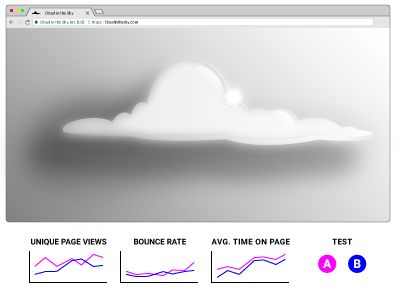 Cloud in the Sky
Cloud in the Sky, Inc. [US] https://cloudinthesky.com
UNIQUE PAGE VIEWS BOUNCE RATE AVG. TIME ON PAGE TEST
A B